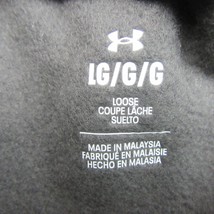 LG/G/G
LOOSE
COUPE LÂCHE
SUELTO
MADE IN MALAYSIA
FABRIQUÉ EN MALAISIE
HECHO EN MALASIA